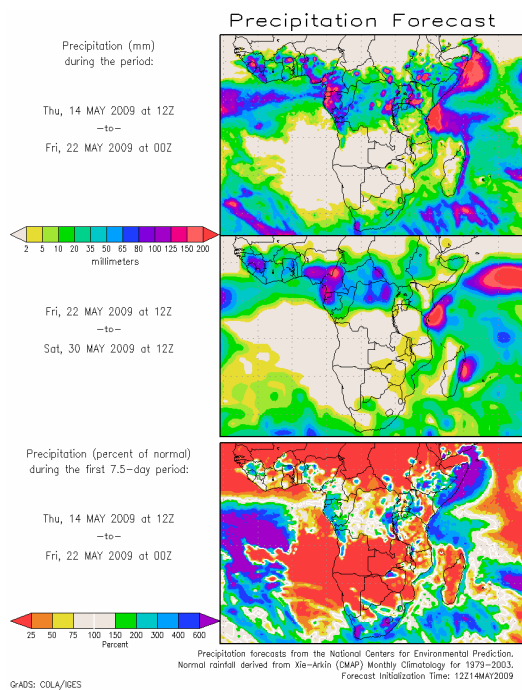 Precipitation Forecast
Precipitation (mm)
during the period:
Thu, 14 MAY 2009 at 12Z
—to—
Fri, 22 MAY 2009 at 00Z
2 5 10 20 35 50 65 80 100 125 150 200
millimeters
Fri, 22 MAY 2009 at 12Z
—to—
Sat, 30 MAY 2009 at 12Z
Precipitation (percent of normal)
during the first 7.5-day period:
Thu, 14 MAY 2009 at 12Z
—to—
Fri, 22 MAY 2009 at 00Z
25 50 75 100 150 200 300 400 600
Percent
Precipitation forecasts from the National Centers for Environmental Prediction.
Normal rainfall derived from Xie-Arkin (CMAP) Monthly Climatology for 1979-2003.
Forecast Initialization Time: 12Z14MAY2009
GrADS: COLA/IGES